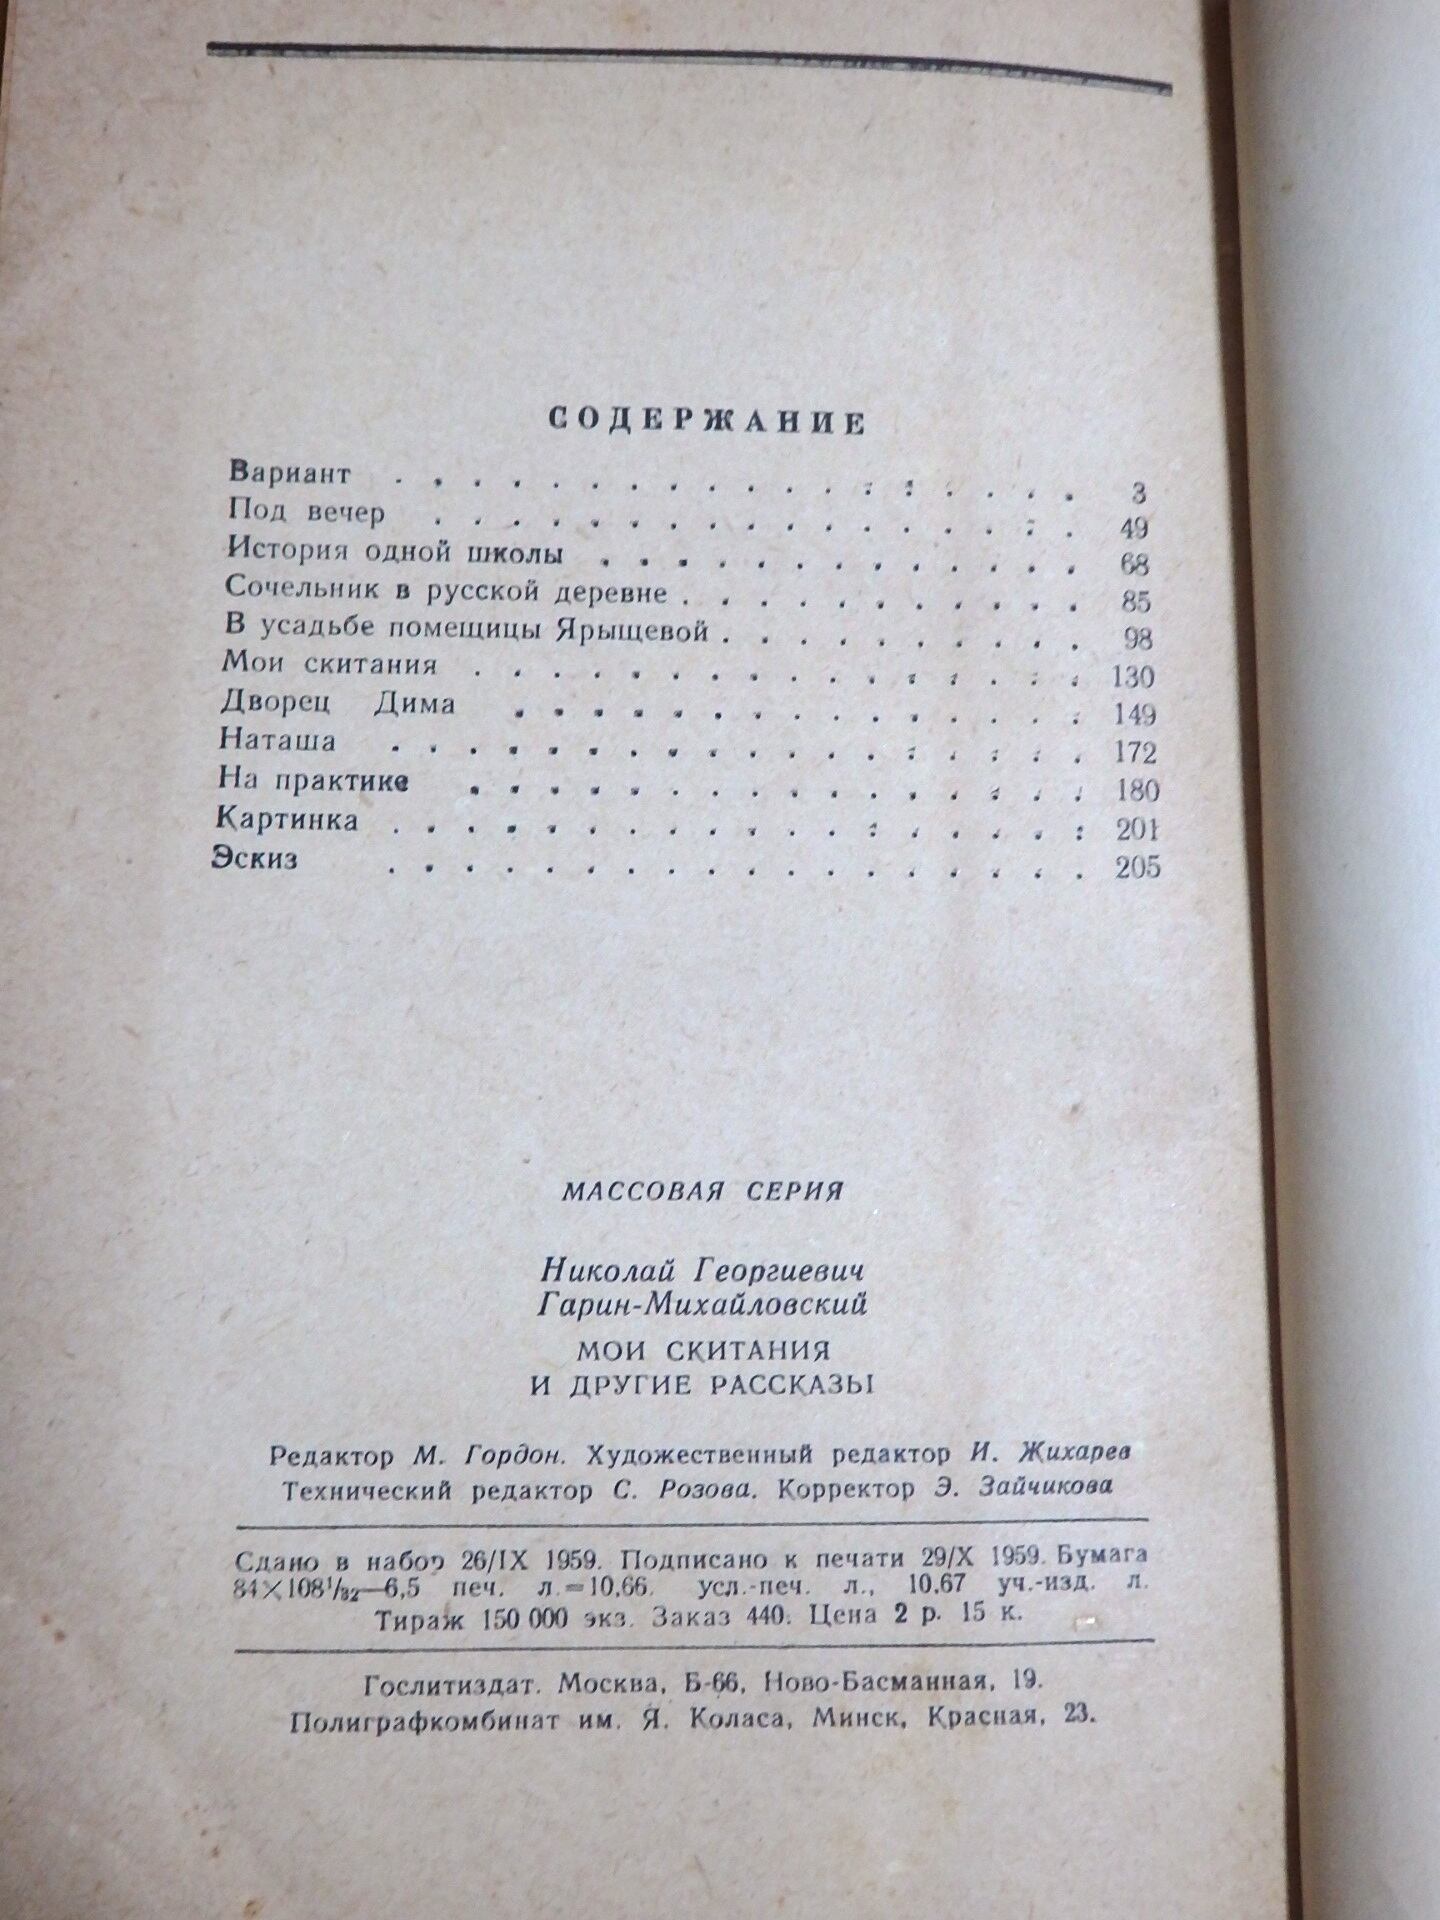 СОДЕРЖАНИЕ
Вариант . . . . . . . . . . . . . . . . . . 3
Под вечер . . . . . . . . . . . . . . . . . 49
История одной школы . . . . . . . . . . . . . 68
Сочельник в русской деревне . . . . . . . . . . . 85
В усадьбе помещицы Ярыщевой . . . . . . . . . . 98
Мои скитания . . . . . . . . . . . . . . . . 130
Дворец Дима . . . . . . . . . . . . . . . 149
Наташа . . . . . . . . . . . . . . . . . . 172
На практике . . . . . . . . . . . . . . . . 180
Картинка . . . . . . . . . . . . . . . . . . 201
Эскиз . . . . . . . . . . . . . . . . . . 205
МАССОВАЯ СЕРИЯ
Николай Георгиевич
Гарин-Михайловский
МОИ СКИТАНИЯ
И ДРУГИЕ РАССКАЗЫ
Редактор М. Гордон. Художественный редактор И. Жихарев
Технический редактор С. Розова. Корректор Э. Зайчикова
Сдано в набор 26/IX 1959. Подписано к печати 29/X 1959. Бумага
84×108¹/₃₂—6,5 печ. л.=10,66. усл.-печ. л., 10,67 уч.-изд. л.
Тираж 150 000 экз. Заказ 440. Цена 2 р. 15 к.
Гослитиздат. Москва, Б-66, Ново-Басманная, 19.
Полиграфкомбинат им. Я. Коласа, Минск, Красная, 23.